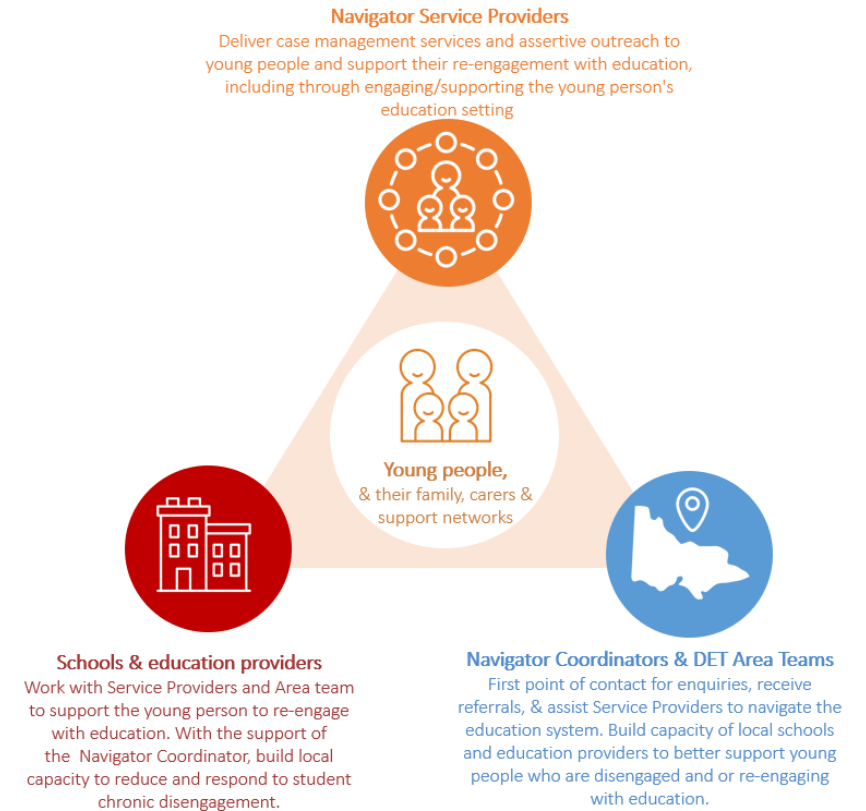 Navigator Service Providers
Deliver case management services and assertive outreach to
young people and support their re-engagement with education,
including through engaging/supporting the young person's
education setting
Young people,
& their family, carers &
support networks
Schools & education providers
Work with Service Providers and Area team
to support the young person to re-engage
with education. With the support of
the Navigator Coordinator, build local
capacity to reduce and respond to student
chronic disengagement.
Navigator Coordinators & DET Area Teams
First point of contact for enquiries, receive
referrals, & assist Service Providers to navigate the
education system. Build capacity of local schools
and education providers to better support young
people who are disengaged and or re-engaging
with education.